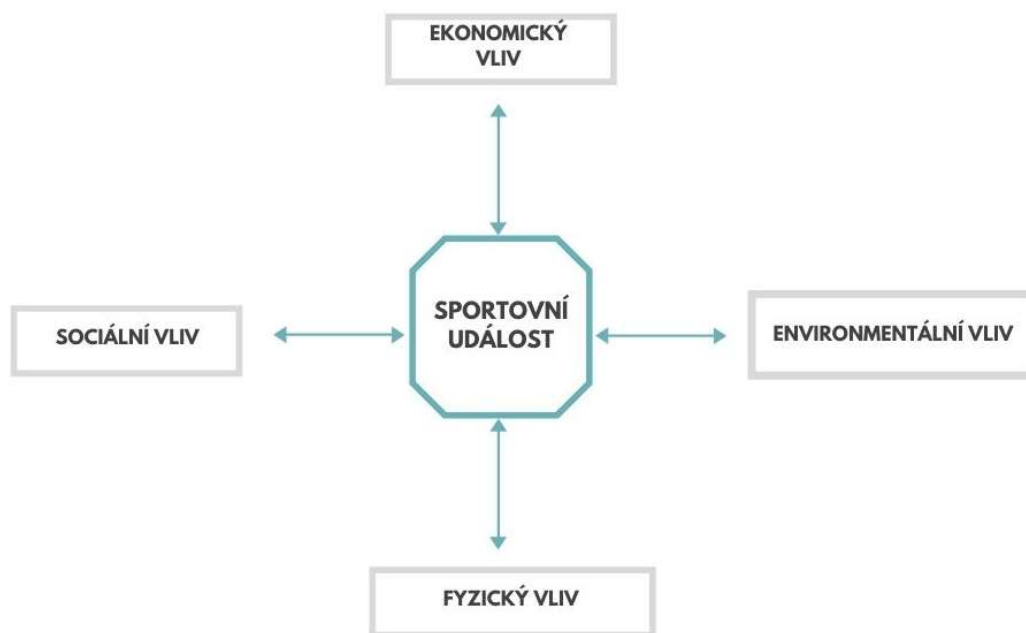 EKONOMICKÝ
VLIV
SPORTOVNÍ
UDÁLOST
SOCIÁLNÍ VLIV
ENVIRONMENTÁLNÍ VLIV
FYZICKÝ VLIV